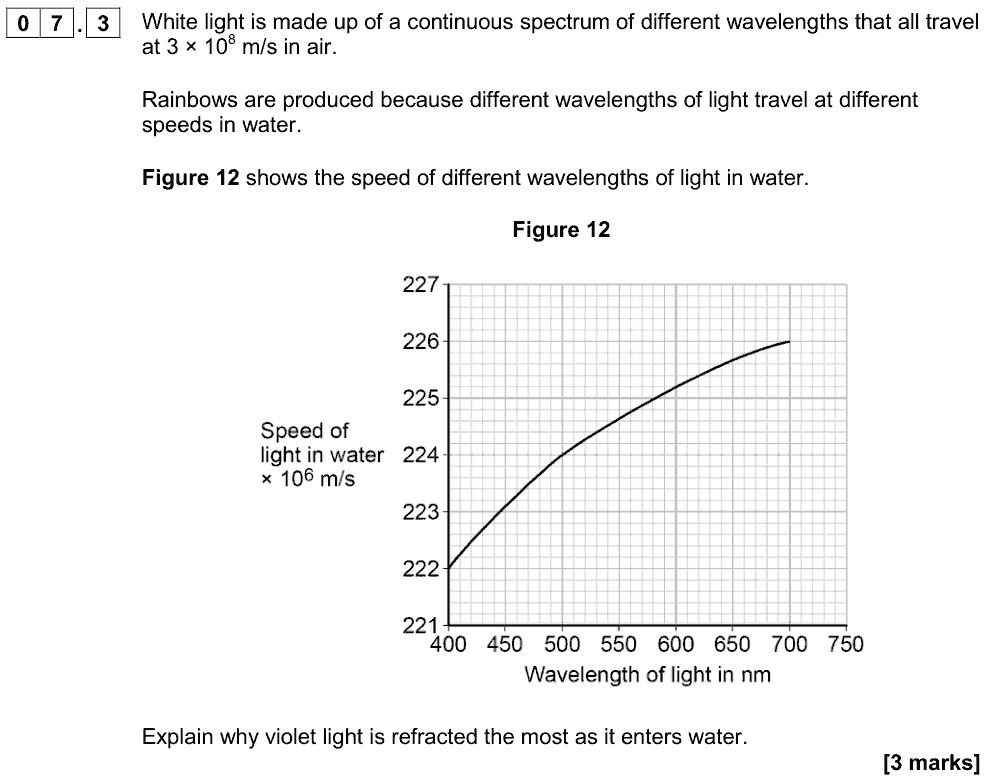 07.3 White light is made up of a continuous spectrum of different wavelengths that all travel
at 3 × 10⁸ m/s in air.
Rainbows are produced because different wavelengths of light travel at different
speeds in water.
Figure 12 shows the speed of different wavelengths of light in water.
Figure 12
227
226
225
224
223
222
221
Speed of
light in water
× 10⁶ m/s
400 450 500 550 600 650 700 750
Wavelength of light in nm
Explain why violet light is refracted the most as it enters water.
[3 marks]